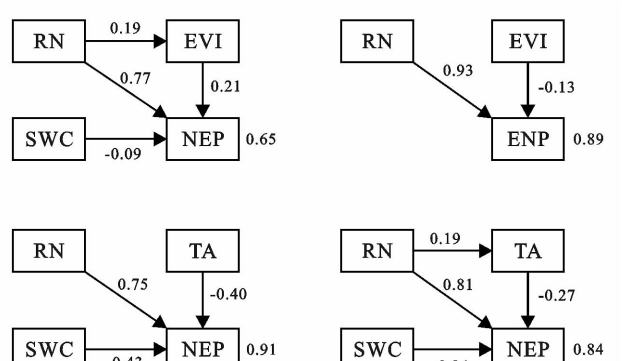 RN 0.19 EVI
0.77 0.21
SWC -0.09 NEP 0.65
RN EVI
0.93 -0.13
ENP 0.89
RN TA
0.75 -0.40
SWC NEP 0.91
RN 0.19 TA
0.81 -0.27
SWC NEP 0.84